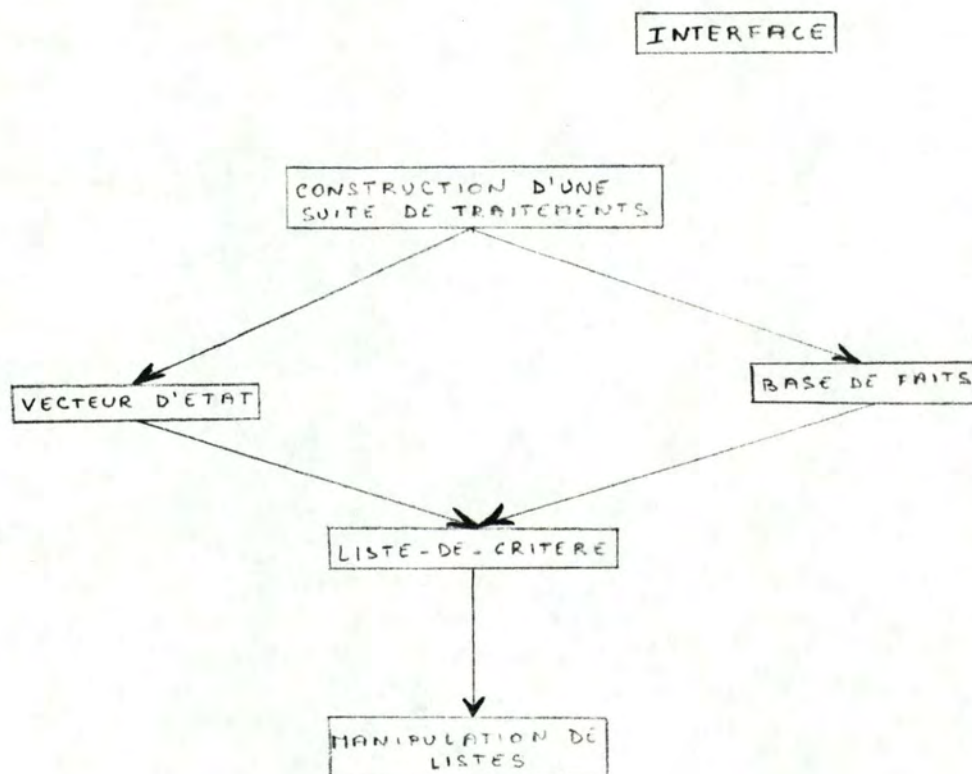 INTERFACE
CONSTRUCTION D'UNE
SUITE DE TRAITEMENTS
VECTEUR D'ETAT
BASE DE FAITS
LISTE-DE-CRITERE
MANIPULATION DE
LISTES